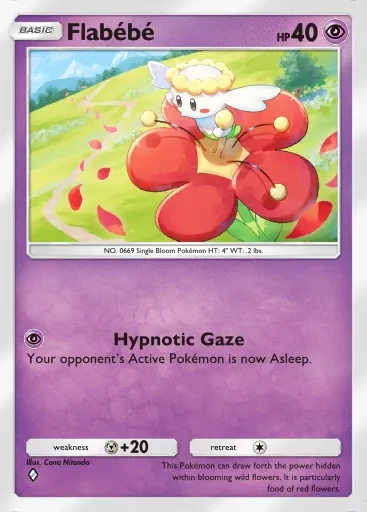 BASIC Flabébé HP40
NO. 0669 Single Bloom Pokémon HT: 4" WT: .2 lbs.
Hypnotic Gaze
Your opponent's Active Pokémon is now Asleep.
weakness +20 retreat
Illus. Cona Nitanda
This Pokémon can draw forth the power hidden
within blooming wild flowers. It is particularly
fond of red flowers.